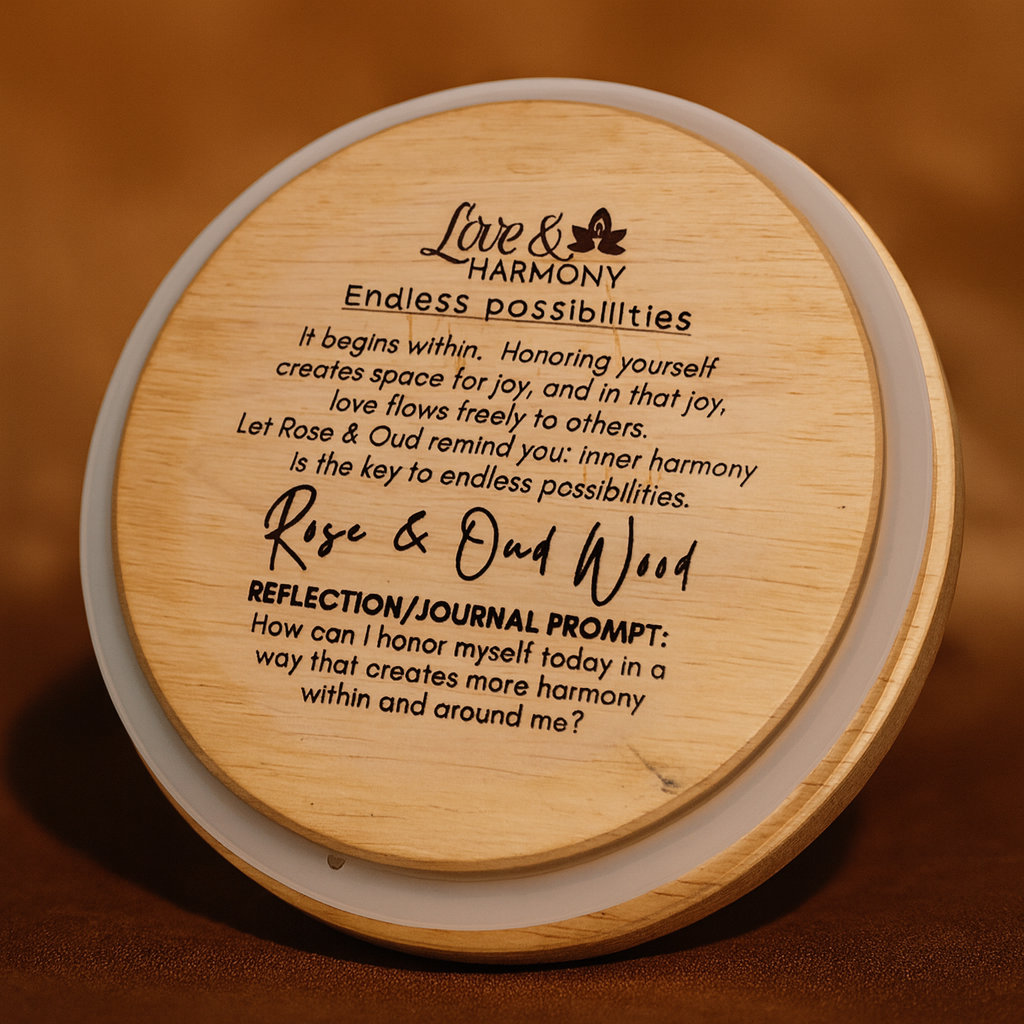 Love &
HARMONY
Endless possibIlIties
It begins within. Honoring yourself
creates space for joy, and in that joy,
love flows freely to others.
Let Rose & Oud remind you: inner harmony
Is the key to endless possibIlities.
Rose & Oud Wood
REFLECTION/JOURNAL PROMPT:
How can I honor myself today in a
way that creates more harmony
within and around me?